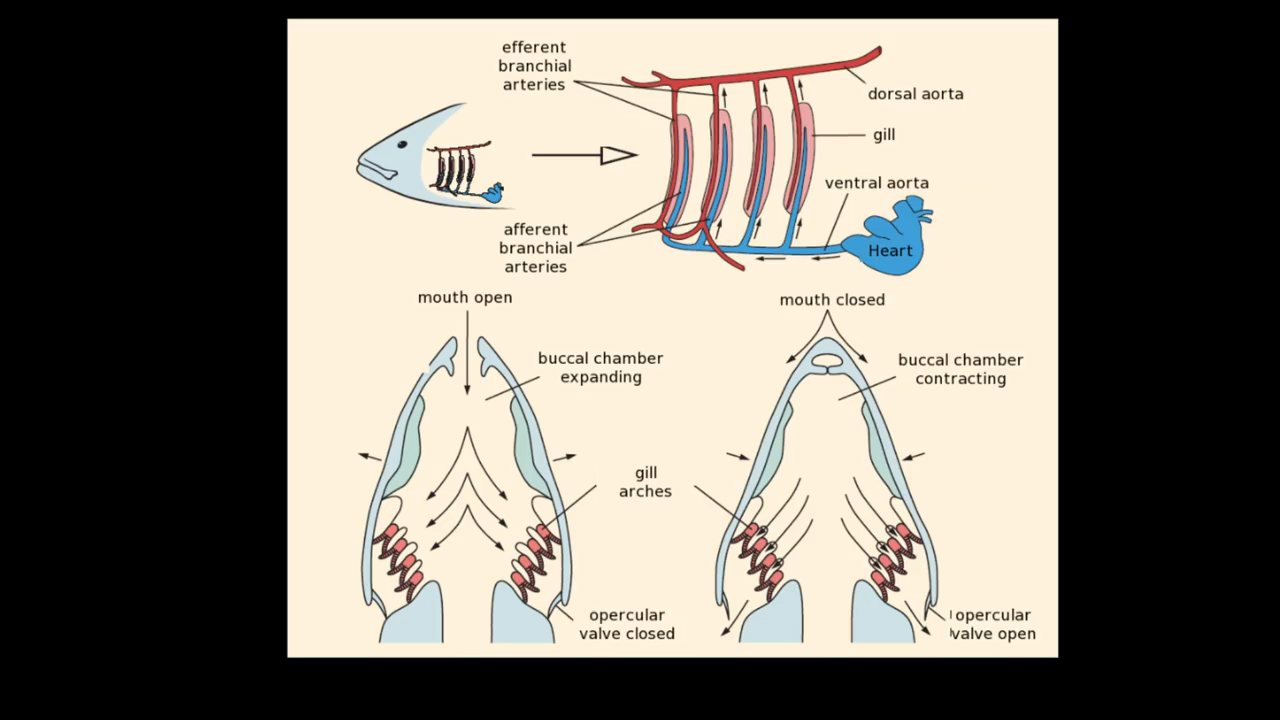 efferent
branchial
arteries
dorsal aorta
gill
ventral aorta
afferent
branchial
arteries
Heart
mouth open
mouth closed
buccal chamber
expanding
buccal chamber
contracting
gill
arches
opercular
valve closed
opercular
valve open